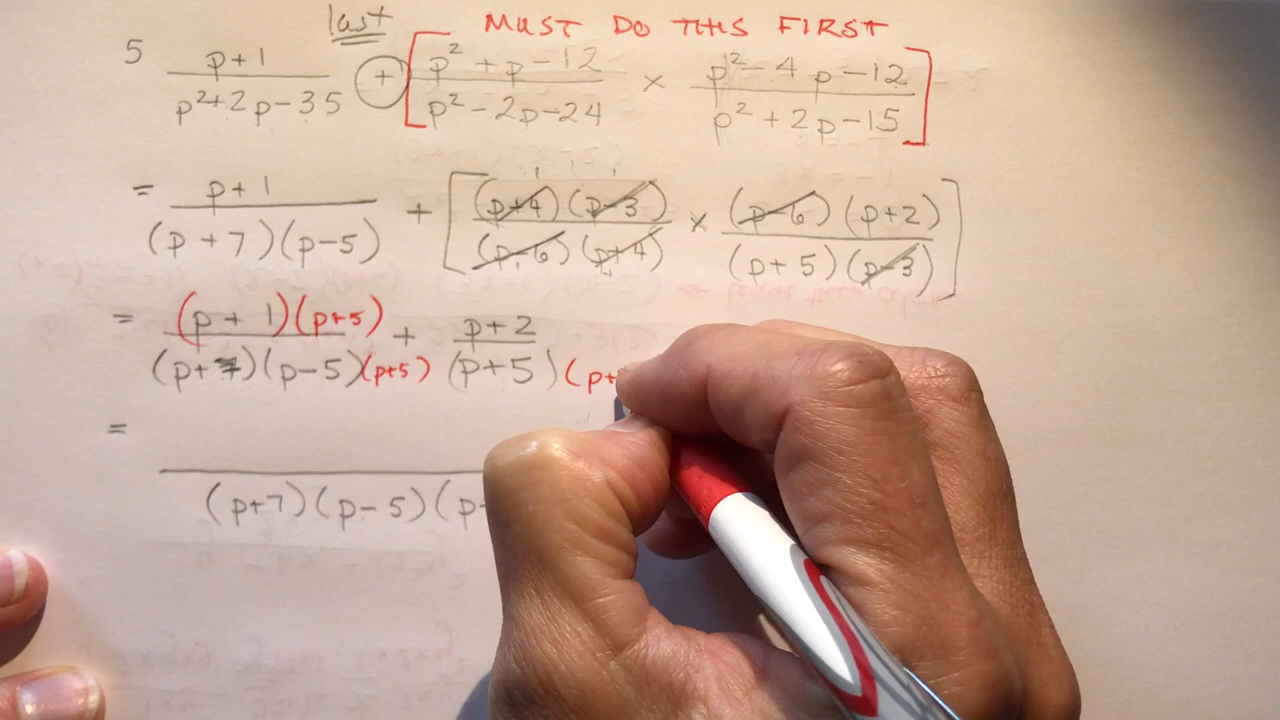 last MUST DO THIS FIRST
5 (p+1)/(p²+2p-35) + [(p²+p-12)/(p²-2p-24) × (p²-4p-12)/(p²+2p-15)]
= (p+1)/((p+7)(p-5)) + [((p+4)(p-3))/((p-6)(p+4)) × ((p-6)(p+2))/((p+5)(p-3))]
= ((p+1)(p+5))/((p+7)(p-5)(p+5)) + (p+2)/((p+5)(p+
=
(p+7)(p-5)(p